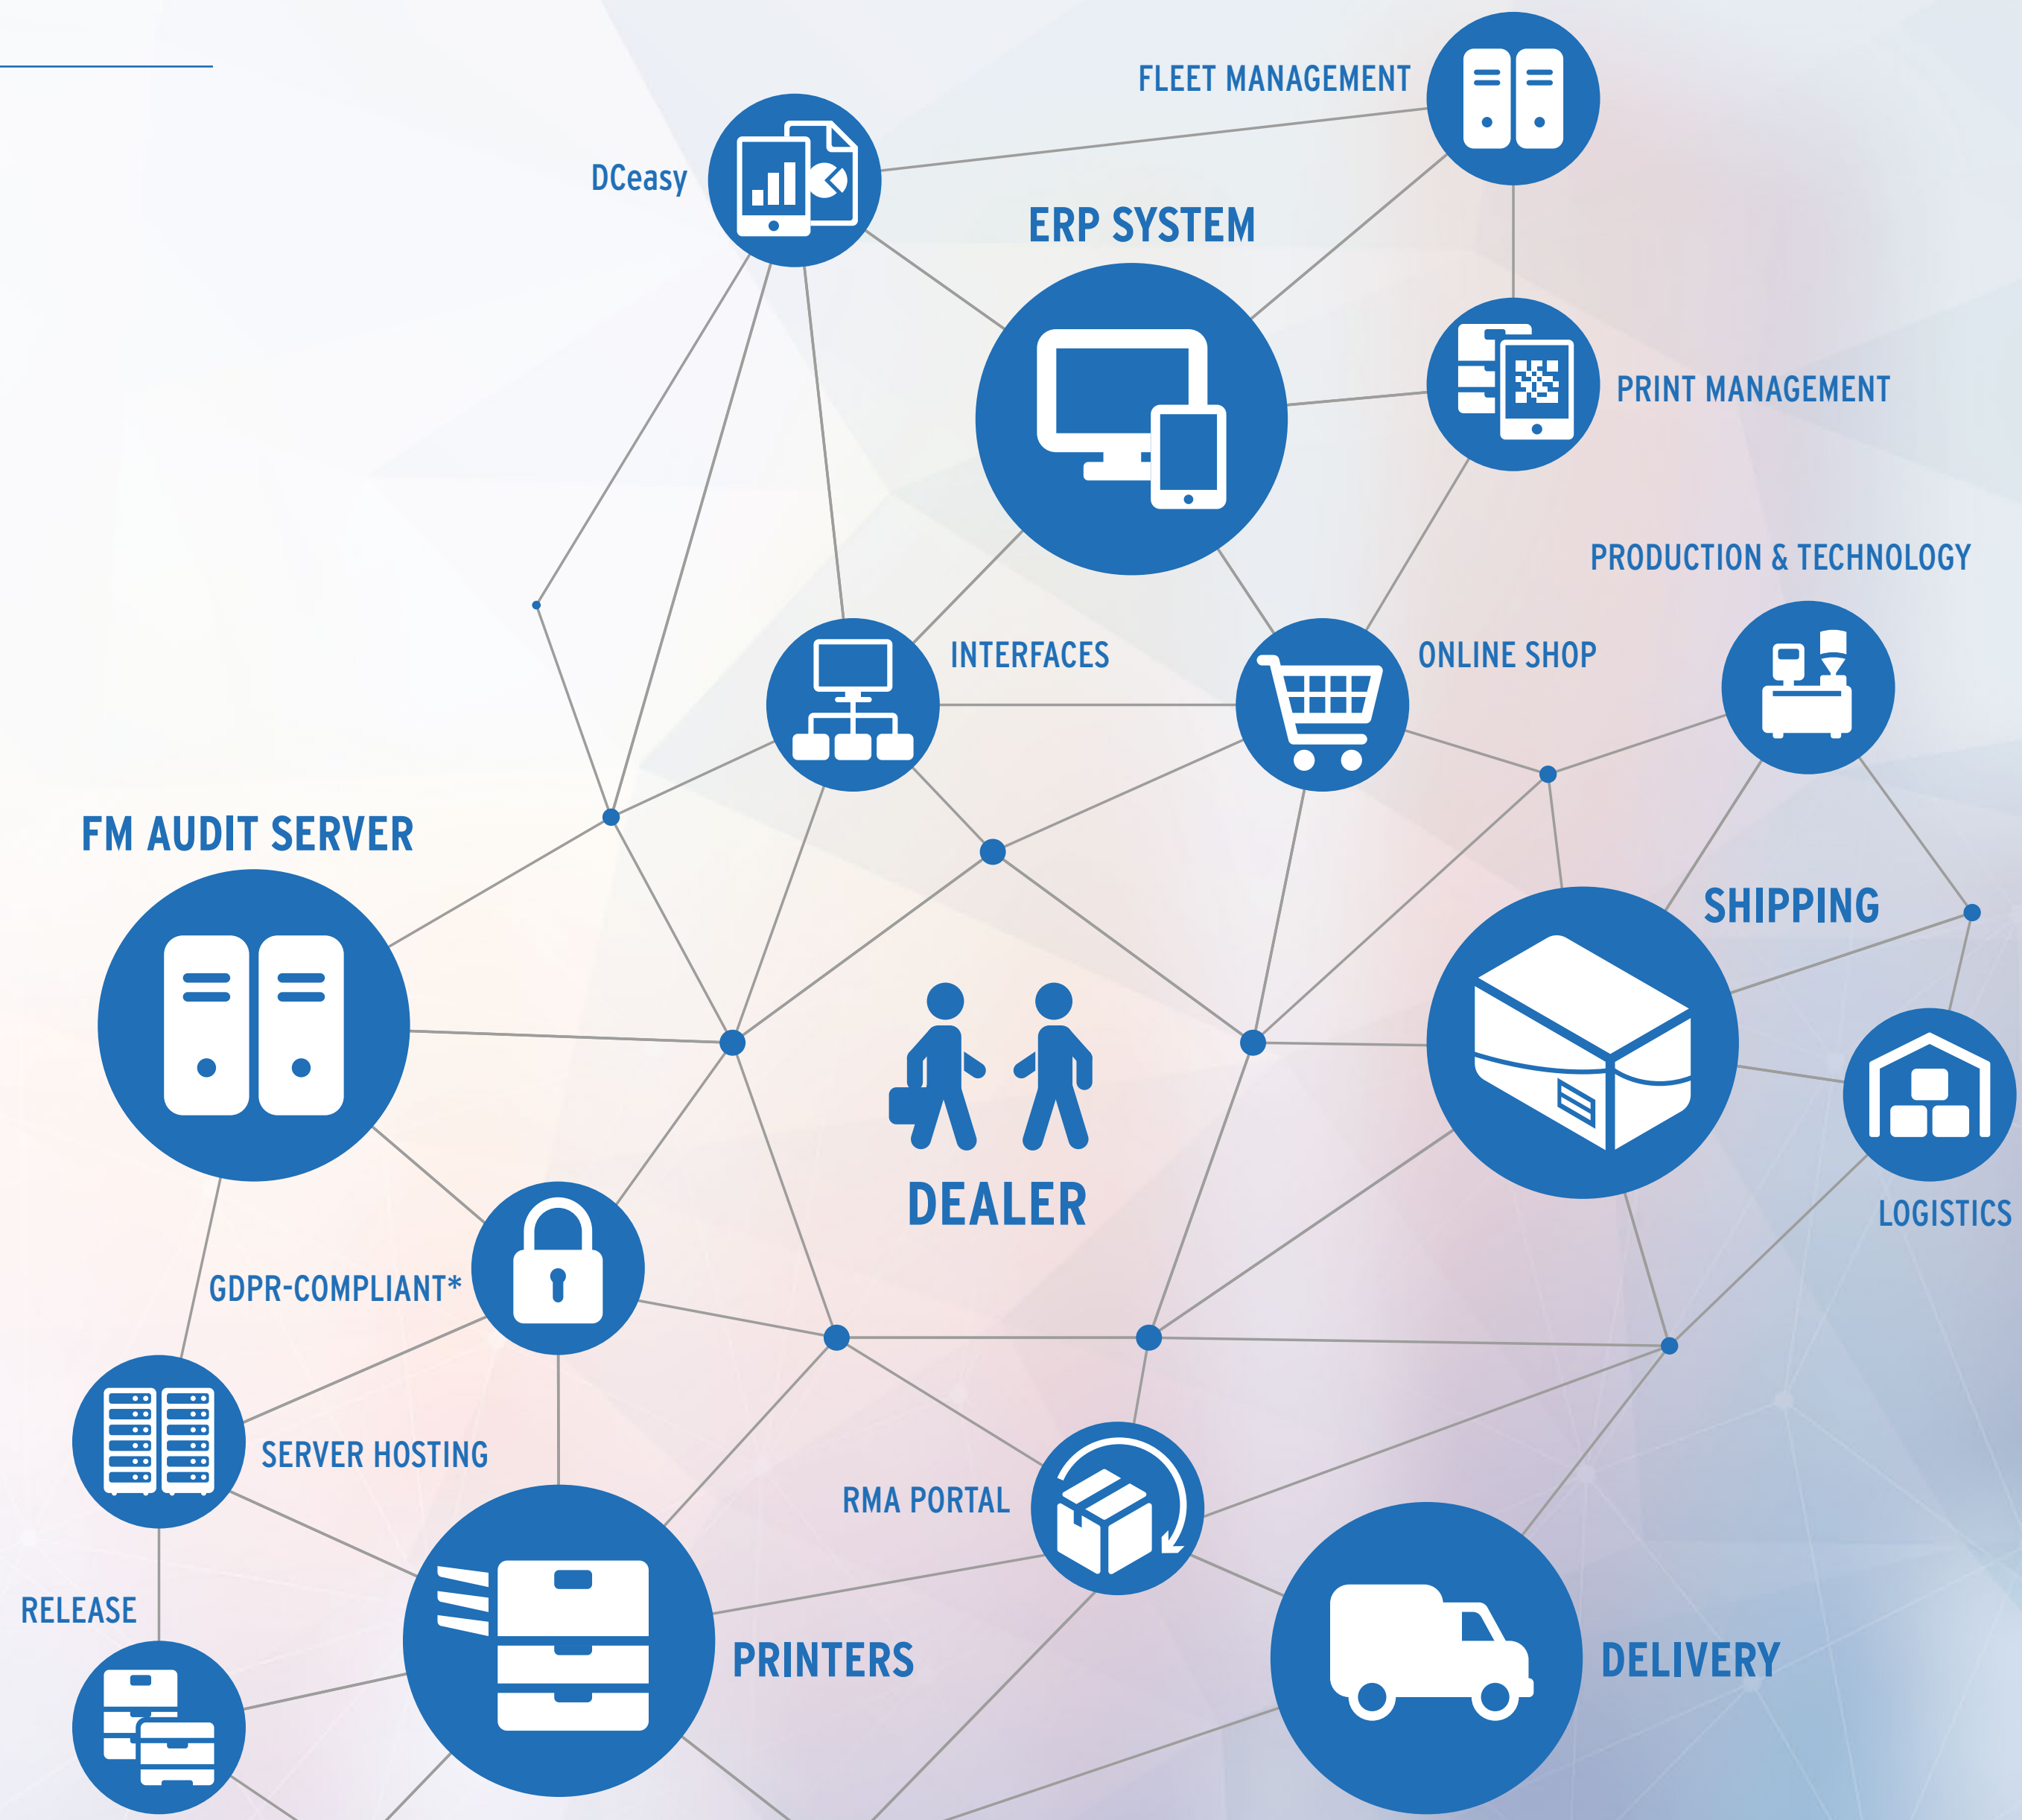 FLEET MANAGEMENT
DCeasy
ERP SYSTEM
PRINT MANAGEMENT
PRODUCTION & TECHNOLOGY
INTERFACES
ONLINE SHOP
FM AUDIT SERVER
SHIPPING
DEALER
LOGISTICS
GDPR-COMPLIANT*
SERVER HOSTING
RMA PORTAL
RELEASE
PRINTERS
DELIVERY